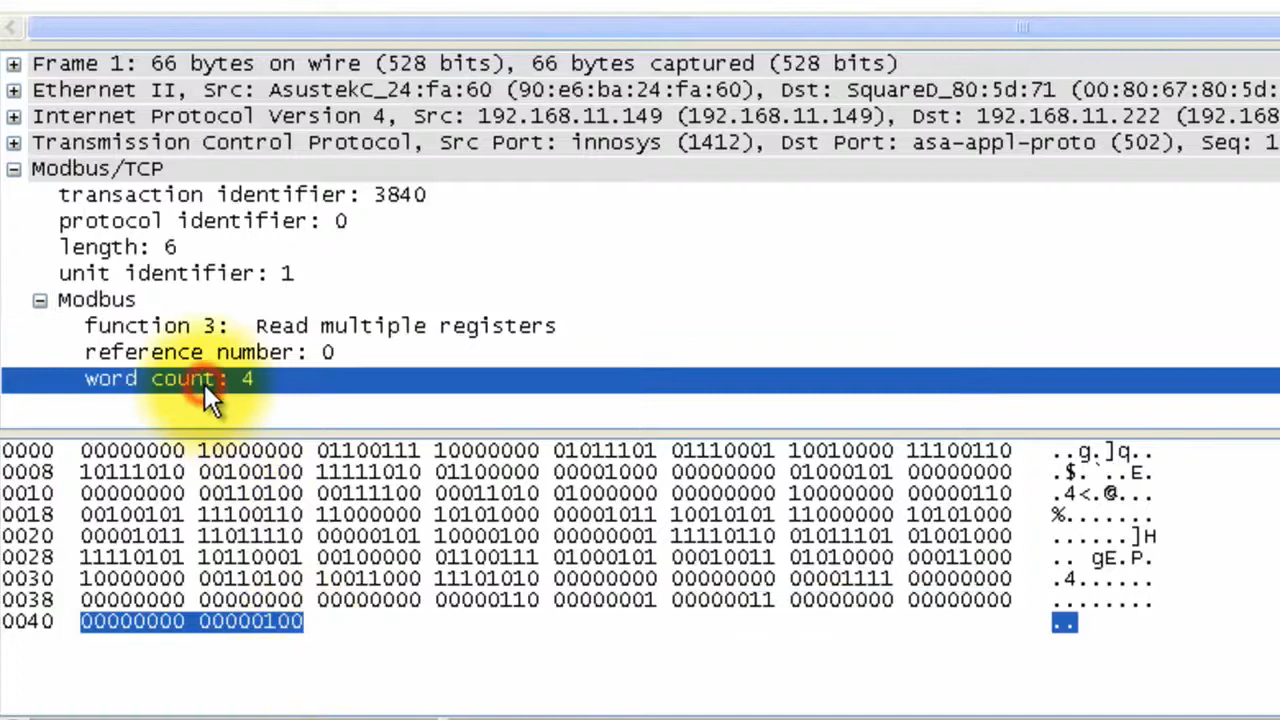 Frame 1: 66 bytes on wire (528 bits), 66 bytes captured (528 bits)
Ethernet II, Src: AsustekC_24:fa:60 (90:e6:ba:24:fa:60), Dst: SquareD_80:5d:71 (00:80:67:80:5d:
Internet Protocol Version 4, Src: 192.168.11.149 (192.168.11.149), Dst: 192.168.11.222 (192.168
Transmission Control Protocol, Src Port: innosys (1412), Dst Port: asa-appl-proto (502), Seq: 1
Modbus/TCP
transaction identifier: 3840
protocol identifier: 0
length: 6
unit identifier: 1
Modbus
function 3:  Read multiple registers
reference number: 0
word count: 4
0000 00000000 10000000 01100111 10000000 01011101 01110001 10010000 11100110 ..g.]q..
0008 10111010 00100100 11111010 01100000 00001000 00000000 01000101 00000000 .$.`..E.
0010 00000000 00110100 00111100 00011010 01000000 00000000 10000000 00000110 .4<.@...
0018 00100101 11100110 11000000 10101000 00001011 10010101 11000000 10101000 %.......
0020 00001011 11011110 00000101 10000100 00000001 11110110 01011101 01001000 ......]H
0028 11110101 10110001 00100000 01100111 01000101 00010011 01010000 00011000 .. gE.P.
0030 10000000 00110100 10011000 11101010 00000000 00000000 00001111 00000000 .4......
0038 00000000 00000000 00000000 00000110 00000001 00000011 00000000 00000000 ........
0040 00000000 00000100 ..